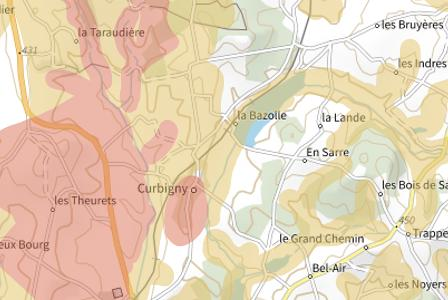 lier
la Taraudière
les Bruyères
431
les Indres
la Bazolle
la Lande
En Sarre
Curbigny
les Bois de Sa
les Theurets
450
Trappe
eux Bourg
le Grand Chemin
Bel-Air
les Noyers